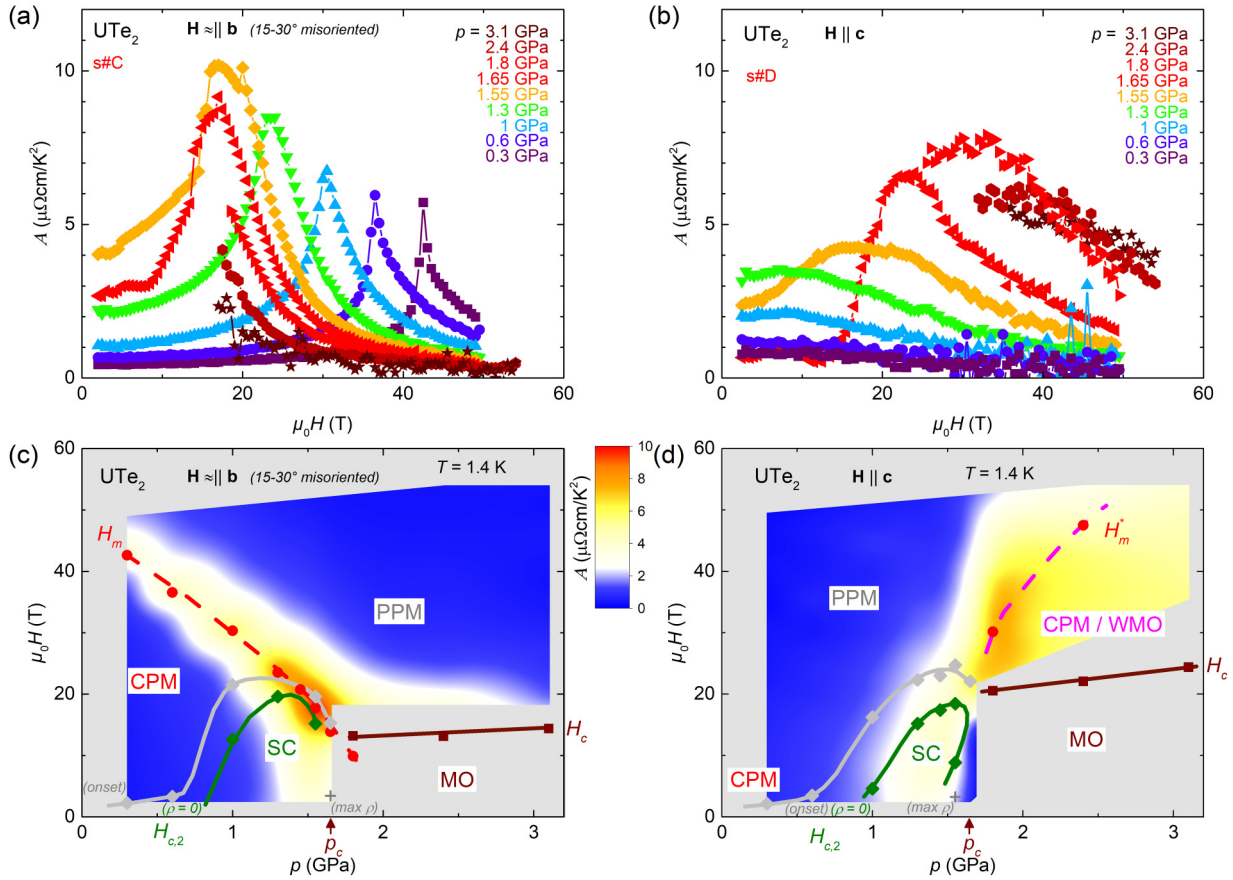 (a)
UTe2
H ≈|| b (15-30° misoriented)
s#C
p = 3.1 GPa
2.4 GPa
1.8 GPa
1.65 GPa
1.55 GPa
1.3 GPa
1 GPa
0.6 GPa
0.3 GPa
A (μΩcm/K²)
10
5
0
0 20 40 60
μ0H (T)
(b)
UTe2
H || c
s#D
p = 3.1 GPa
2.4 GPa
1.8 GPa
1.65 GPa
1.55 GPa
1.3 GPa
1 GPa
0.6 GPa
0.3 GPa
A (μΩcm/K²)
10
5
0
0 20 40 60
μ0H (T)
(c)
UTe2
H ≈|| b (15-30° misoriented)
T = 1.4 K
Hm
PPM
CPM
SC
MO
Hc
(onset)
(ρ = 0)
(max ρ)
Hc,2
pc
μ0H (T)
60
40
20
0
0 1 2 3
p (GPa)
A (μΩcm/K²)
10
8
6
4
2
0
(d)
UTe2
H || c
T = 1.4 K
Hm*
PPM
CPM / WMO
Hc
CPM
SC
MO
(onset)
(ρ = 0)
(max ρ)
Hc,2
pc
μ0H (T)
60
40
20
0
0 1 2 3
p (GPa)